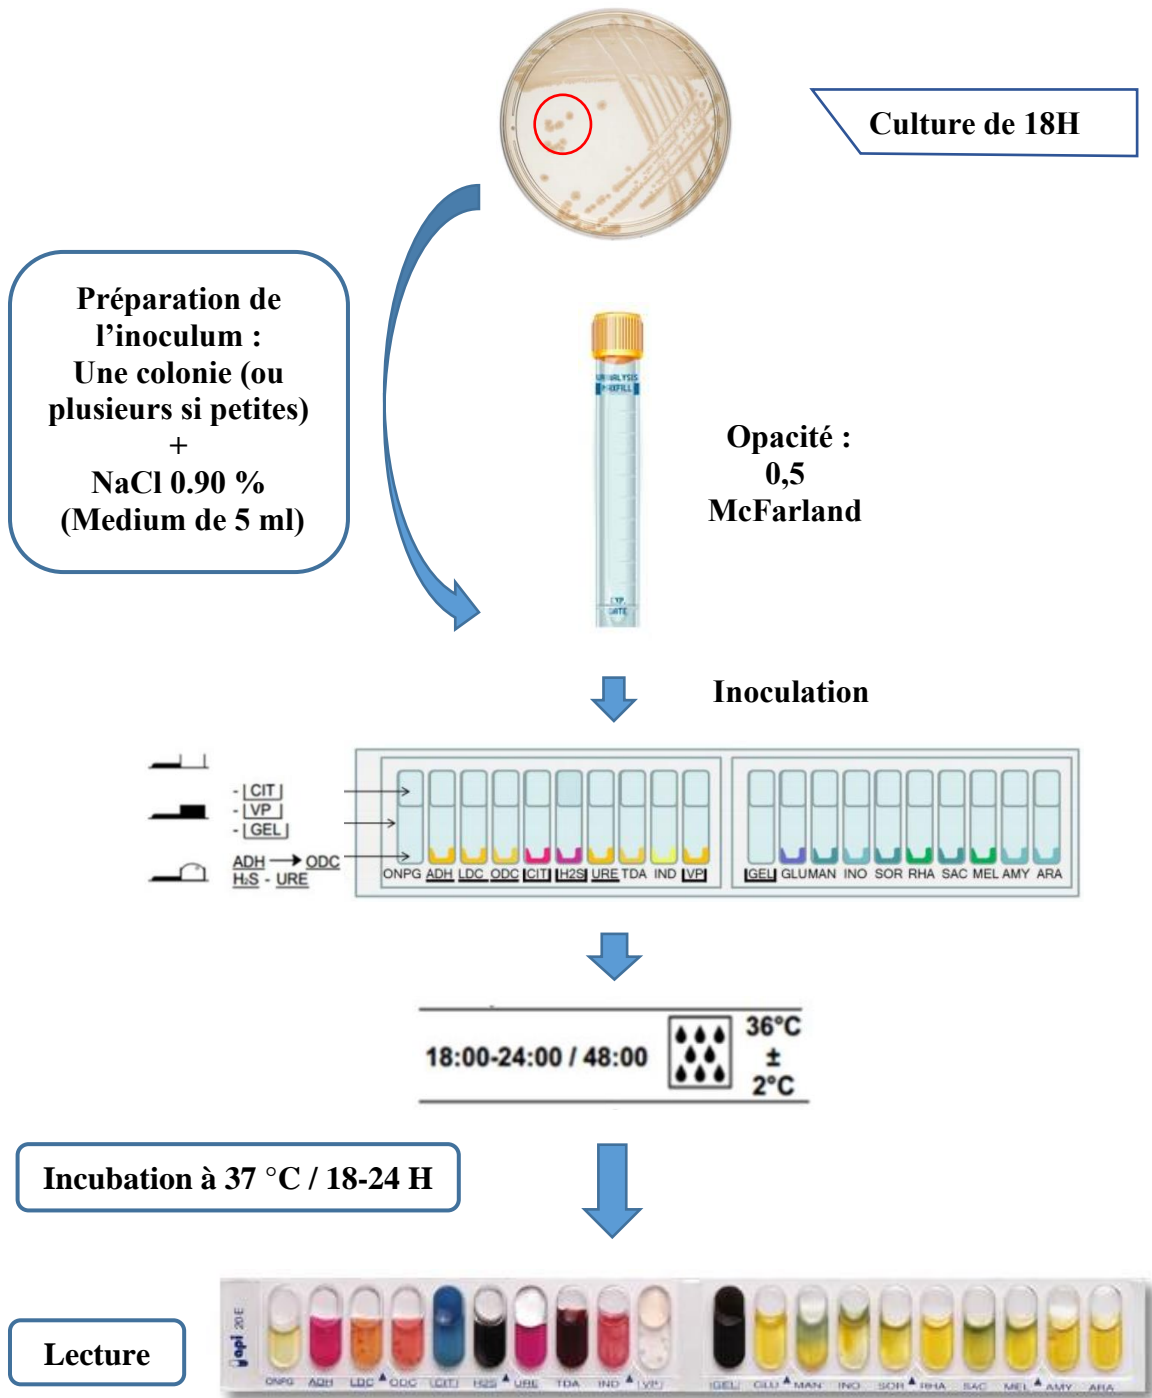 Culture de 18H
Préparation de
l’inoculum :
Une colonie (ou
plusieurs si petites)
+
NaCl 0.90 %
(Medium de 5 ml)
MAXFILL
EXP.
DATE
Opacité :
0,5
McFarland
Inoculation
- CIT
- VP
- GEL
ADH → ODC
H2S - URE
ONPG ADH LDC ODC CIT H2S URE TDA IND VP GEL GLU MAN INO SOR RHA SAC MEL AMY ARA
18:00-24:00 / 48:00
36°C
±
2°C
Incubation à 37 °C / 18-24 H
Lecture
api 20 E
ONPG ADH LDC ODC CIT H2S URE TDA IND VP GEL GLU MAN INO SOR RHA SAC MEL AMY ARA